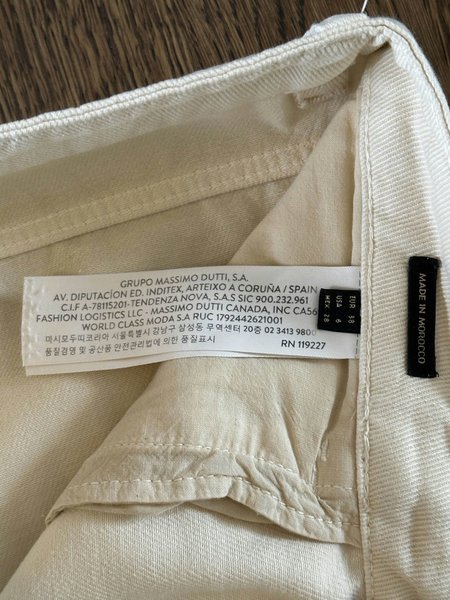 GRUPO MASSIMO DUTTI, S.A.
AV. DIPUTACÍON ED. INDITEX, ARTEIXO A CORUÑA / SPAIN
C.I.F A-78115201-TENDENZA NOVA, S.A.S SIC 900.232.961
FASHION LOGISTICS LLC - MASSIMO DUTTI CANADA, INC CA56
WORLD CLASS MODA SA RUC 1792442621001
마시모두띠코리아 서울특별시 강남구 삼성동 무역센터 20층 02 3413 9800
품질경영 및 공산품 안전관리법에 의한 품질표시
RN 119227
EUR 38
USA 6
MEX 28
MADE IN MOROCCO